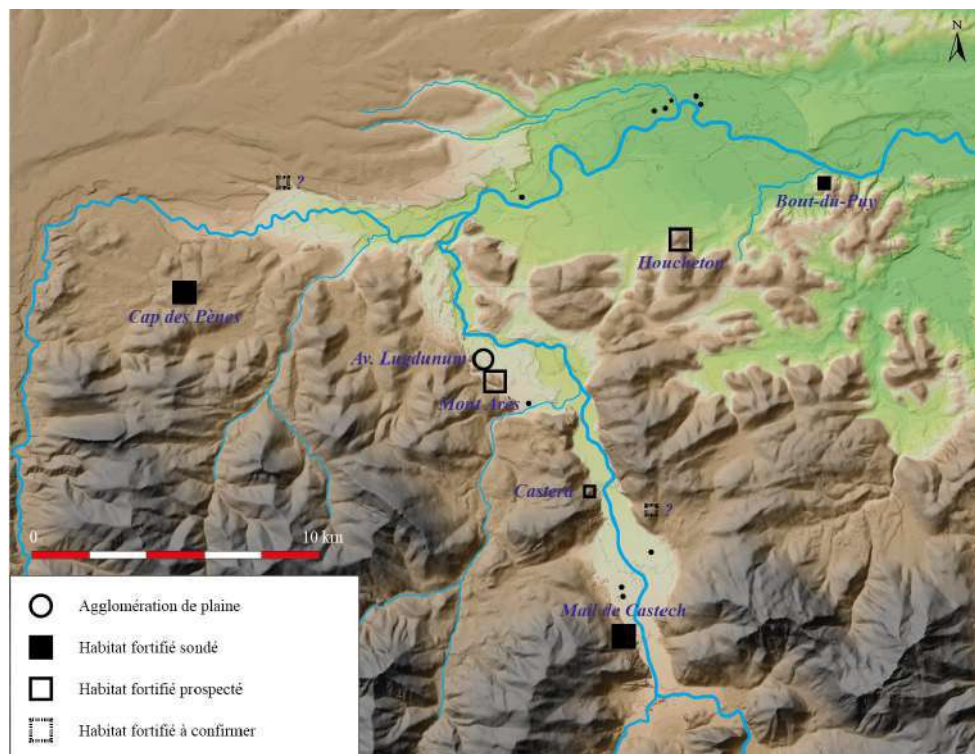 N
?
Bout-du-Puy
Houcheton
Cap des Pènes
Av. Lugdunum
Mont Arès
Castera
?
Mail de Castech
0 10 km
Agglomération de plaine
Habitat fortifié sondé
Habitat fortifié prospecté
Habitat fortifié à confirmer